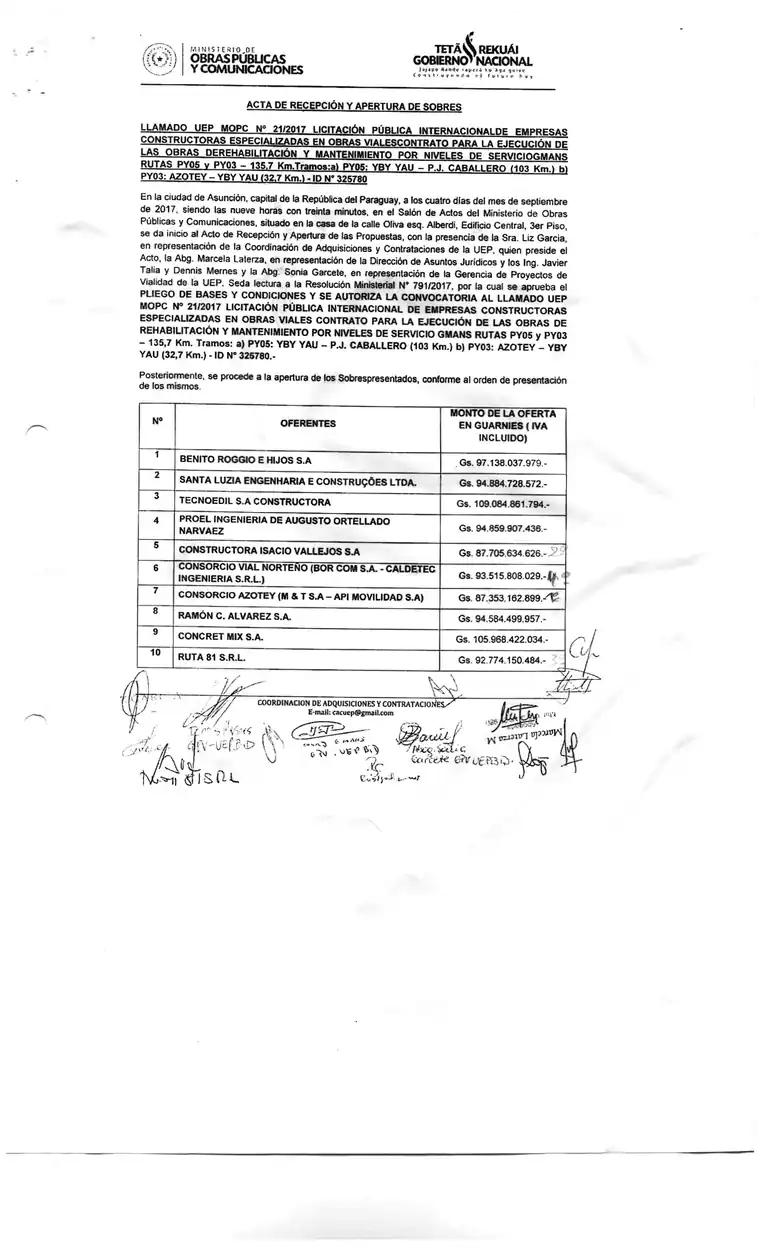 MINISTERIO DE
OBRAS PÚBLICAS
Y COMUNICACIONES
TETÃ REKUÁI
GOBIERNO NACIONAL
Jajapo ñande raperã ko'ãga guive
Construyendo el futuro hoy
ACTA DE RECEPCIÓN Y APERTURA DE SOBRES
LLAMADO UEP MOPC Nº 21/2017 LICITACIÓN PÚBLICA INTERNACIONALDE EMPRESAS
CONSTRUCTORAS ESPECIALIZADAS EN OBRAS VIALESCONTRATO PARA LA EJECUCIÓN DE
LAS OBRAS DEREHABILITACIÓN Y MANTENIMIENTO POR NIVELES DE SERVICIOGMANS
RUTAS PY05 y PY03 – 135,7 Km.Tramos:a) PY05: YBY YAU – P.J. CABALLERO (103 Km.) b)
PY03: AZOTEY – YBY YAU (32,7 Km.) - ID Nº 325780
En la ciudad de Asunción, capital de la República del Paraguay, a los cuatro días del mes de septiembre
de 2017, siendo las nueve horas con treinta minutos, en el Salón de Actos del Ministerio de Obras
Públicas y Comunicaciones, situado en la casa de la calle Oliva esq. Alberdi, Edificio Central, 3er Piso,
se da inicio al Acto de Recepción y Apertura de las Propuestas, con la presencia de la Sra. Liz Garcia,
en representación de la Coordinación de Adquisiciones y Contrataciones de la UEP, quien preside el
Acto, la Abg. Marcela Laterza, en representación de la Dirección de Asuntos Jurídicos y los Ing. Javier
Talia y Dennis Mernes y la Abg. Sonia Garcete, en representación de la Gerencia de Proyectos de
Vialidad de la UEP. Seda lectura a la Resolución Ministerial N° 791/2017, por la cual se aprueba el
PLIEGO DE BASES Y CONDICIONES Y SE AUTORIZA LA CONVOCATORIA AL LLAMADO UEP
MOPC Nº 21/2017 LICITACIÓN PÚBLICA INTERNACIONAL DE EMPRESAS CONSTRUCTORAS
ESPECIALIZADAS EN OBRAS VIALES CONTRATO PARA LA EJECUCIÓN DE LAS OBRAS DE
REHABILITACIÓN Y MANTENIMIENTO POR NIVELES DE SERVICIO GMANS RUTAS PY05 y PY03
– 135,7 Km. Tramos: a) PY05: YBY YAU – P.J. CABALLERO (103 Km.) b) PY03: AZOTEY – YBY
YAU (32,7 Km.) - ID Nº 325780.-
Posteriormente, se procede a la apertura de los Sobrespresentados, conforme al orden de presentación
de los mismos.
Nº OFERENTES MONTO DE LA OFERTA EN GUARNIES ( IVA INCLUIDO)
1 BENITO ROGGIO E HIJOS S.A Gs. 97.138.037.979.-
2 SANTA LUZIA ENGENHARIA E CONSTRUÇÕES LTDA. Gs. 94.884.728.572.-
3 TECNOEDIL S.A CONSTRUCTORA Gs. 109.084.861.794.-
4 PROEL INGENIERIA DE AUGUSTO ORTELLADO NARVAEZ Gs. 94.859.907.436.-
5 CONSTRUCTORA ISACIO VALLEJOS S.A Gs. 87.705.634.626.-
6 CONSORCIO VIAL NORTEÑO (BOR COM S.A. - CALDETEC INGENIERIA S.R.L.) Gs. 93.515.808.029.-
7 CONSORCIO AZOTEY (M & T S.A – API MOVILIDAD S.A) Gs. 87.353.162.899.-
8 RAMÓN C. ALVAREZ S.A. Gs. 94.584.499.957.-
9 CONCRET MIX S.A. Gs. 105.968.422.034.-
10 RUTA 81 S.R.L. Gs. 92.774.150.484.-
COORDINACION DE ADQUISICIONES Y CONTRATACIONES
E-mail: cacuep@gmail.com
Marcela Laterza M
Garcete